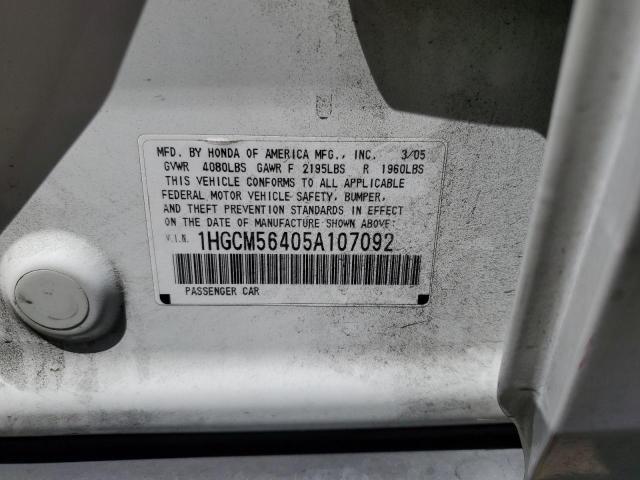 MFD. BY HONDA OF AMERICA MFG., INC. 3/05
GVWR 4080LBS GAWR F 2195LBS R 1960LBS
THIS VEHICLE CONFORMS TO ALL APPLICABLE
FEDERAL MOTOR VEHICLE SAFETY, BUMPER,
AND THEFT PREVENTION STANDARDS IN EFFECT
ON THE DATE OF MANUFACTURE SHOWN ABOVE.
V.I.N. 1HGCM56405A107092
PASSENGER CAR